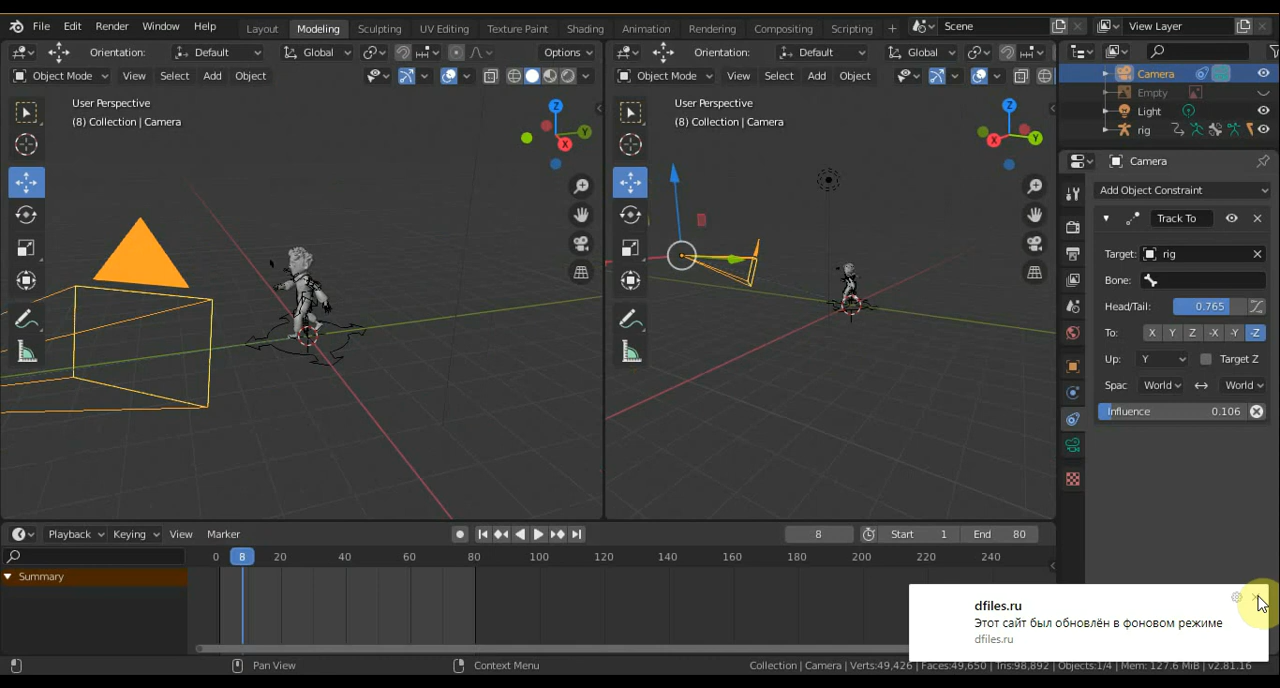 File Edit Render Window Help Layout Modeling Sculpting UV Editing Texture Paint Shading Animation Rendering Compositing Scripting + Scene View Layer
Orientation: Default Global Options
Orientation: Default Global
Object Mode View Select Add Object
Object Mode View Select Add Object
User Perspective
(8) Collection | Camera
Z
Y
X
User Perspective
(8) Collection | Camera
Z
Y
X
Camera
Empty
Light
rig
Camera
Add Object Constraint
Track To
Target: rig
Bone:
Head/Tail: 0.765
To: X Y Z -X -Y -Z
Up: Y Target Z
Spac World World
Influence 0.106
Playback Keying View Marker 8 Start 1 End 80
0 8 20 40 60 80 100 120 140 160 180 200 220 240
Summary
dfiles.ru
Этот сайт был обновлён в фоновом режиме
dfiles.ru
Pan View Context Menu Collection | Camera | Verts:49,426 | Faces:49,650 | Tris:98,892 | Objects:1/4 | Mem: 127.6 MiB | v2.81.16